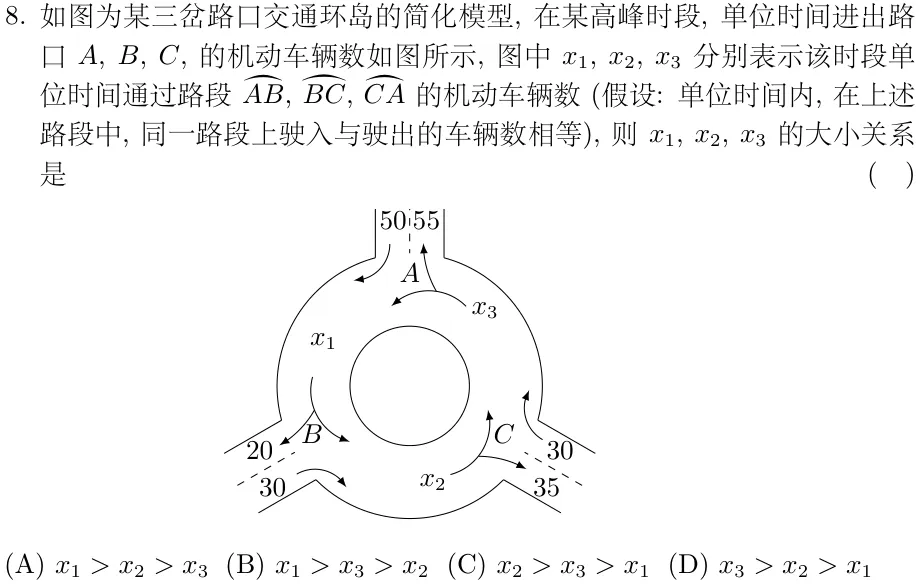 8. 如图为某三岔路口交通环岛的简化模型, 在某高峰时段, 单位时间进出路
口 A, B, C, 的机动车辆数如图所示, 图中 x₁, x₂, x₃ 分别表示该时段单
位时间通过路段 A͡B, B͡C, C͡A 的机动车辆数 (假设: 单位时间内, 在上述
路段中, 同一路段上驶入与驶出的车辆数相等), 则 x₁, x₂, x₃ 的大小关系
是 ( )
50 55
A
x₃
x₁
B C
20 30
30 x₂ 35
(A) x₁ > x₂ > x₃ (B) x₁ > x₃ > x₂ (C) x₂ > x₃ > x₁ (D) x₃ > x₂ > x₁